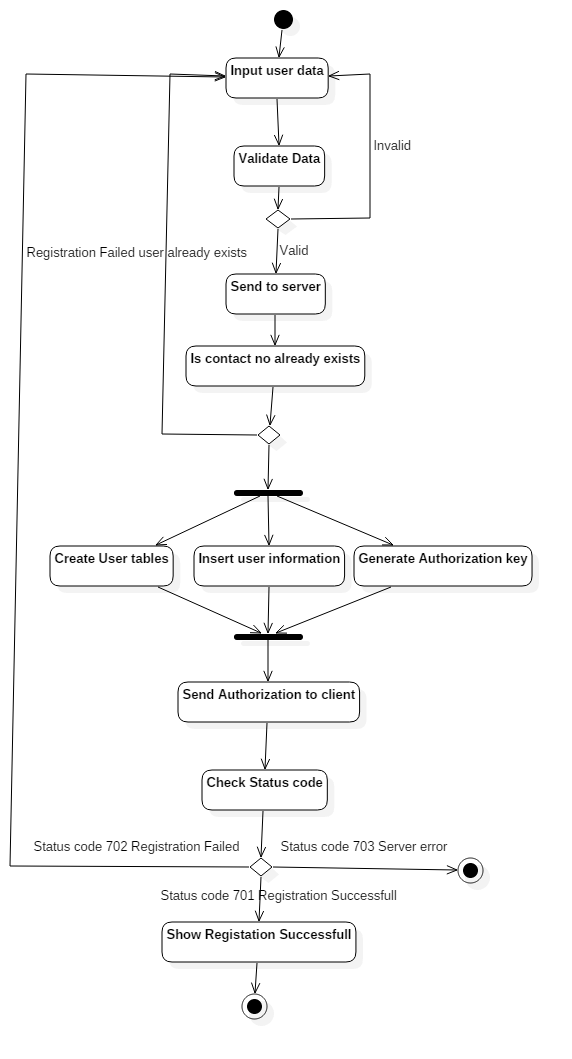 Input user data
Invalid
Validate Data
Registration Failed user already exists
Valid
Send to server
Is contact no already exists
Create User tables
Insert user information
Generate Authorization key
Send Authorization to client
Check Status code
Status code 702 Registration Failed
Status code 703 Server error
Status code 701 Registration Successfull
Show Registation Successfull